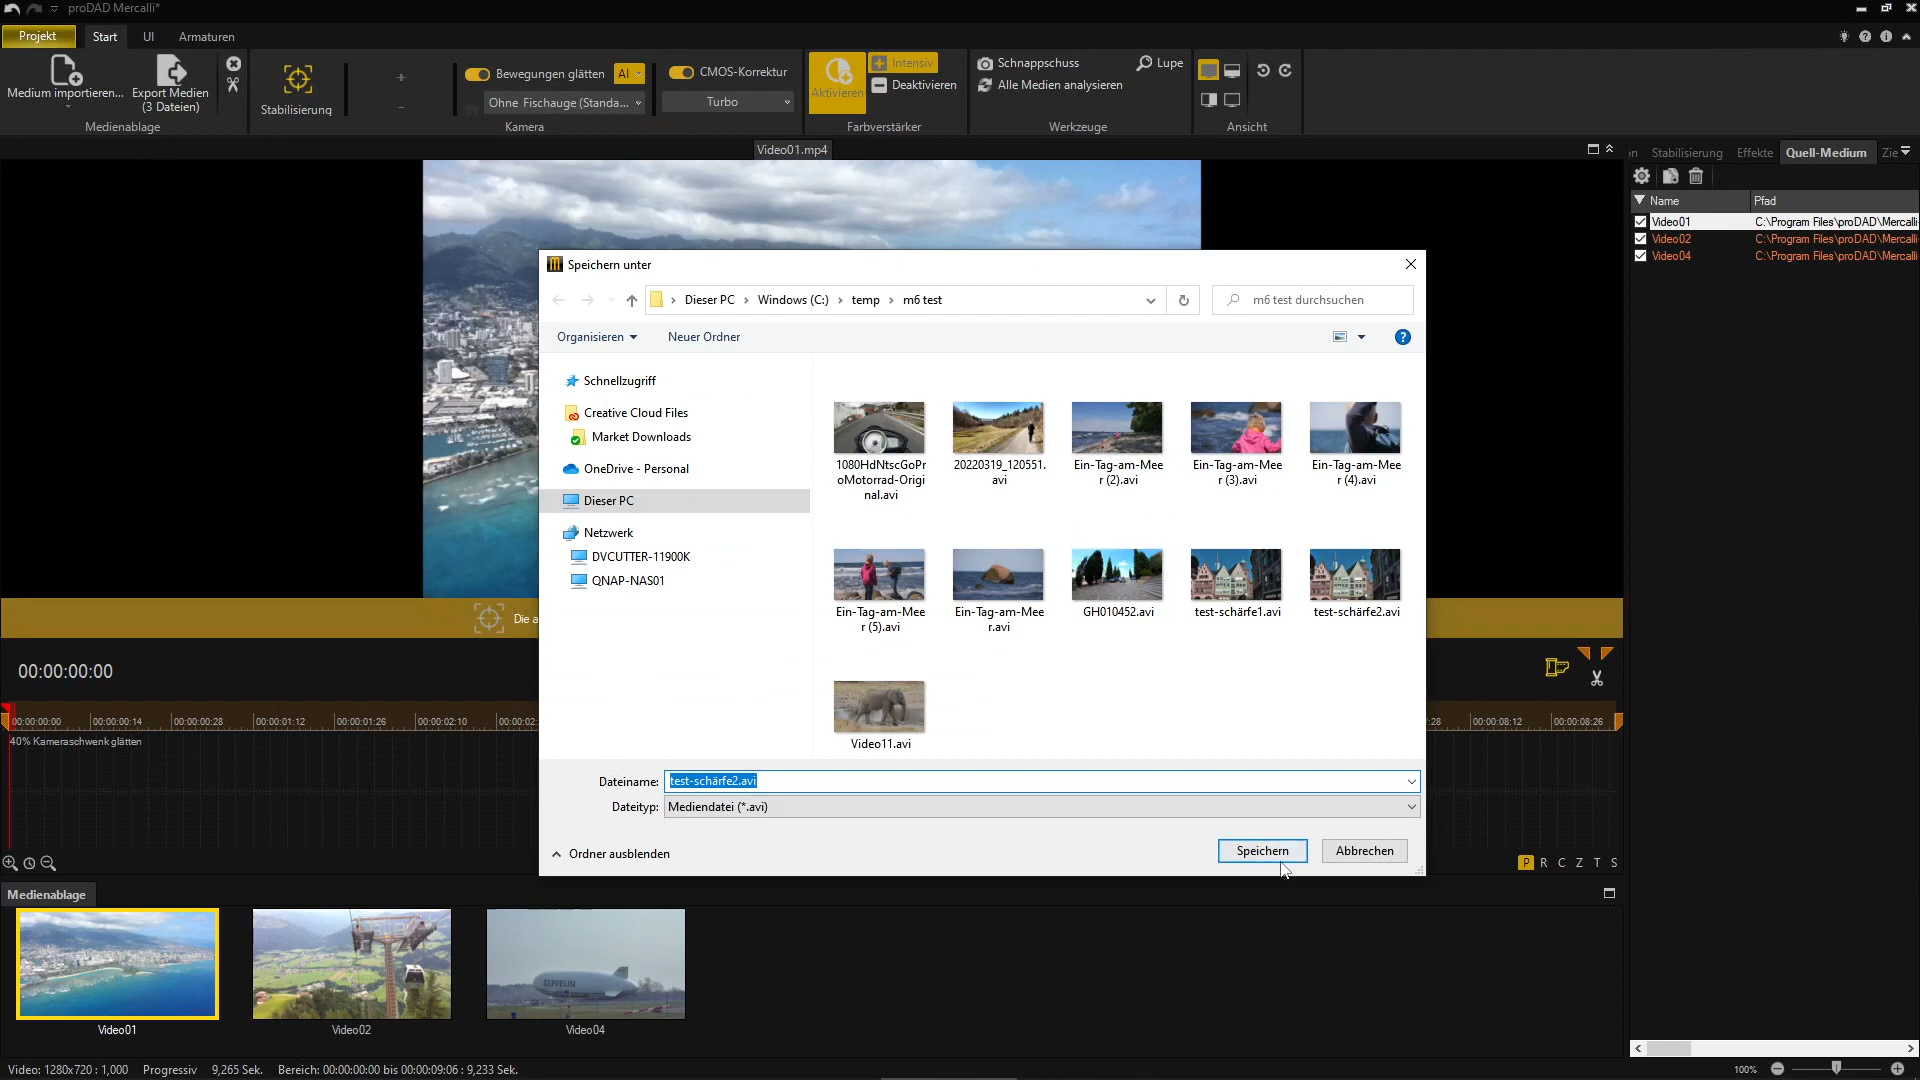 proDAD Mercalli*
Projekt
Start
UI
Armaturen
Medium importieren...
Export Medien
(3 Dateien)
Medienablage
Stabilisierung
Bewegungen glätten
AI
Ohne Fischauge (Standa...
CMOS-Korrektur
Turbo
Kamera
Aktivieren
Intensiv
Deaktivieren
Farbverstärker
Schnappschuss
Lupe
Alle Medien analysieren
Werkzeuge
Ansicht
Video01.mp4
on
Stabilisierung
Effekte
Quell-Medium
Zie
Name
Pfad
Video01
C:\Program Files\proDAD\Mercalli
Video02
C:\Program Files\proDAD\Mercalli
Video04
C:\Program Files\proDAD\Mercalli
Speichern unter
Dieser PC
Windows (C:)
temp
m6 test
m6 test durchsuchen
Organisieren
Neuer Ordner
Schnellzugriff
Creative Cloud Files
Market Downloads
OneDrive - Personal
Dieser PC
Netzwerk
DVCUTTER-11900K
QNAP-NAS01
1080HdNtscGoPr
oMotorrad-Origi
nal.avi
20220319_120551.
avi
Ein-Tag-am-Mee
r (2).avi
Ein-Tag-am-Mee
r (3).avi
Ein-Tag-am-Mee
r (4).avi
Ein-Tag-am-Mee
r (5).avi
Ein-Tag-am-Mee
r.avi
GH010452.avi
test-schärfe1.avi
test-schärfe2.avi
Video11.avi
Dateiname:
test-schärfe2.avi
Dateityp:
Mediendatei (*.avi)
Ordner ausblenden
Speichern
Abbrechen
Die a
00:00:00:00
00:00:00:00
00:00:00:14
00:00:00:28
00:00:01:12
00:00:01:26
00:00:02:10
00:00:02:
:28
00:00:08:12
00:00:08:26
40% Kameraschwenk glätten
P R C Z T S
Medienablage
ZEPPELIN
Video01
Video02
Video04
Video: 1280x720 : 1,000
Progressiv
9,265 Sek.
Bereich: 00:00:00:00 bis 00:00:09:06 : 9,233 Sek.
100%